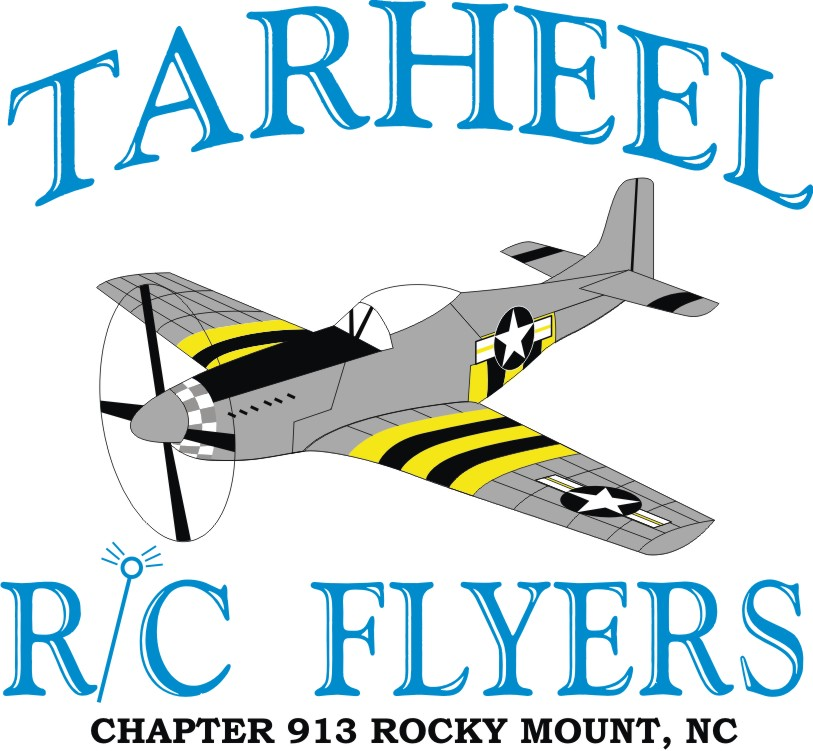 TARHEEL
R/C FLYERS
CHAPTER 913 ROCKY MOUNT, NC